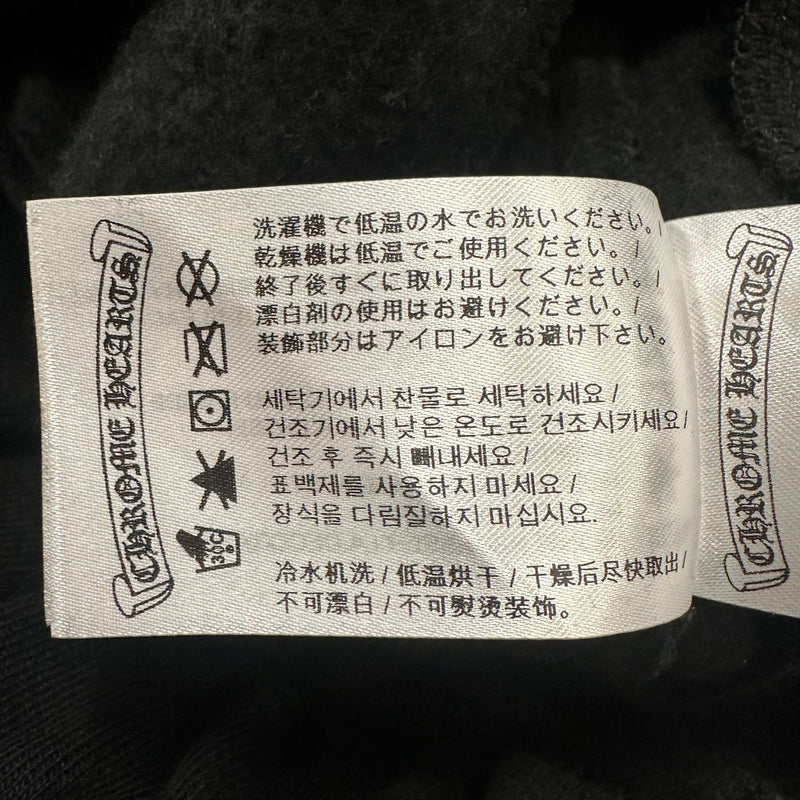 CHROME HEARTS
洗濯機で低温の水でお洗いください。/
乾燥機は低温でご使用ください。/
終了後すぐに取り出してください。/
漂白剤の使用はお避けください。/
装飾部分はアイロンをお避け下さい。
세탁기에서 찬물로 세탁하세요 /
건조기에서 낮은 온도로 건조시키세요/
건조 후 즉시 빼내세요 /
표백제를 사용하지 마세요 /
장식을 다림질하지 마십시요.
冷水机洗 / 低温烘干 / 干燥后尽快取出/
不可漂白 / 不可熨烫装饰。
30C
CHROME HEARTS